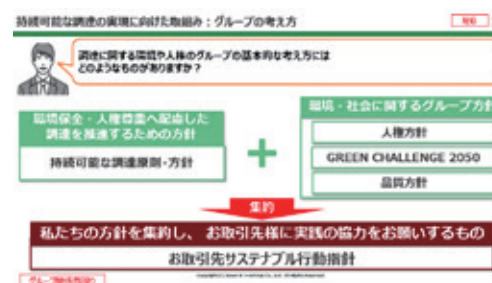 持続可能な調達の実現に向けた取組み：グループの考え方
調達に関する環境や人権のグループの基本的な考え方には
どのようなものがありますか？
環境保全・人権尊重へ配慮した
調達を推進するための方針
持続可能な調達原則・方針
+
環境・社会に関するグループ方針
人権方針
GREEN CHALLENGE 2050
品質方針
集約
私たちの方針を集約し、お取引先様に実践の協力をお願いするもの
お取引先サステナブル行動指針